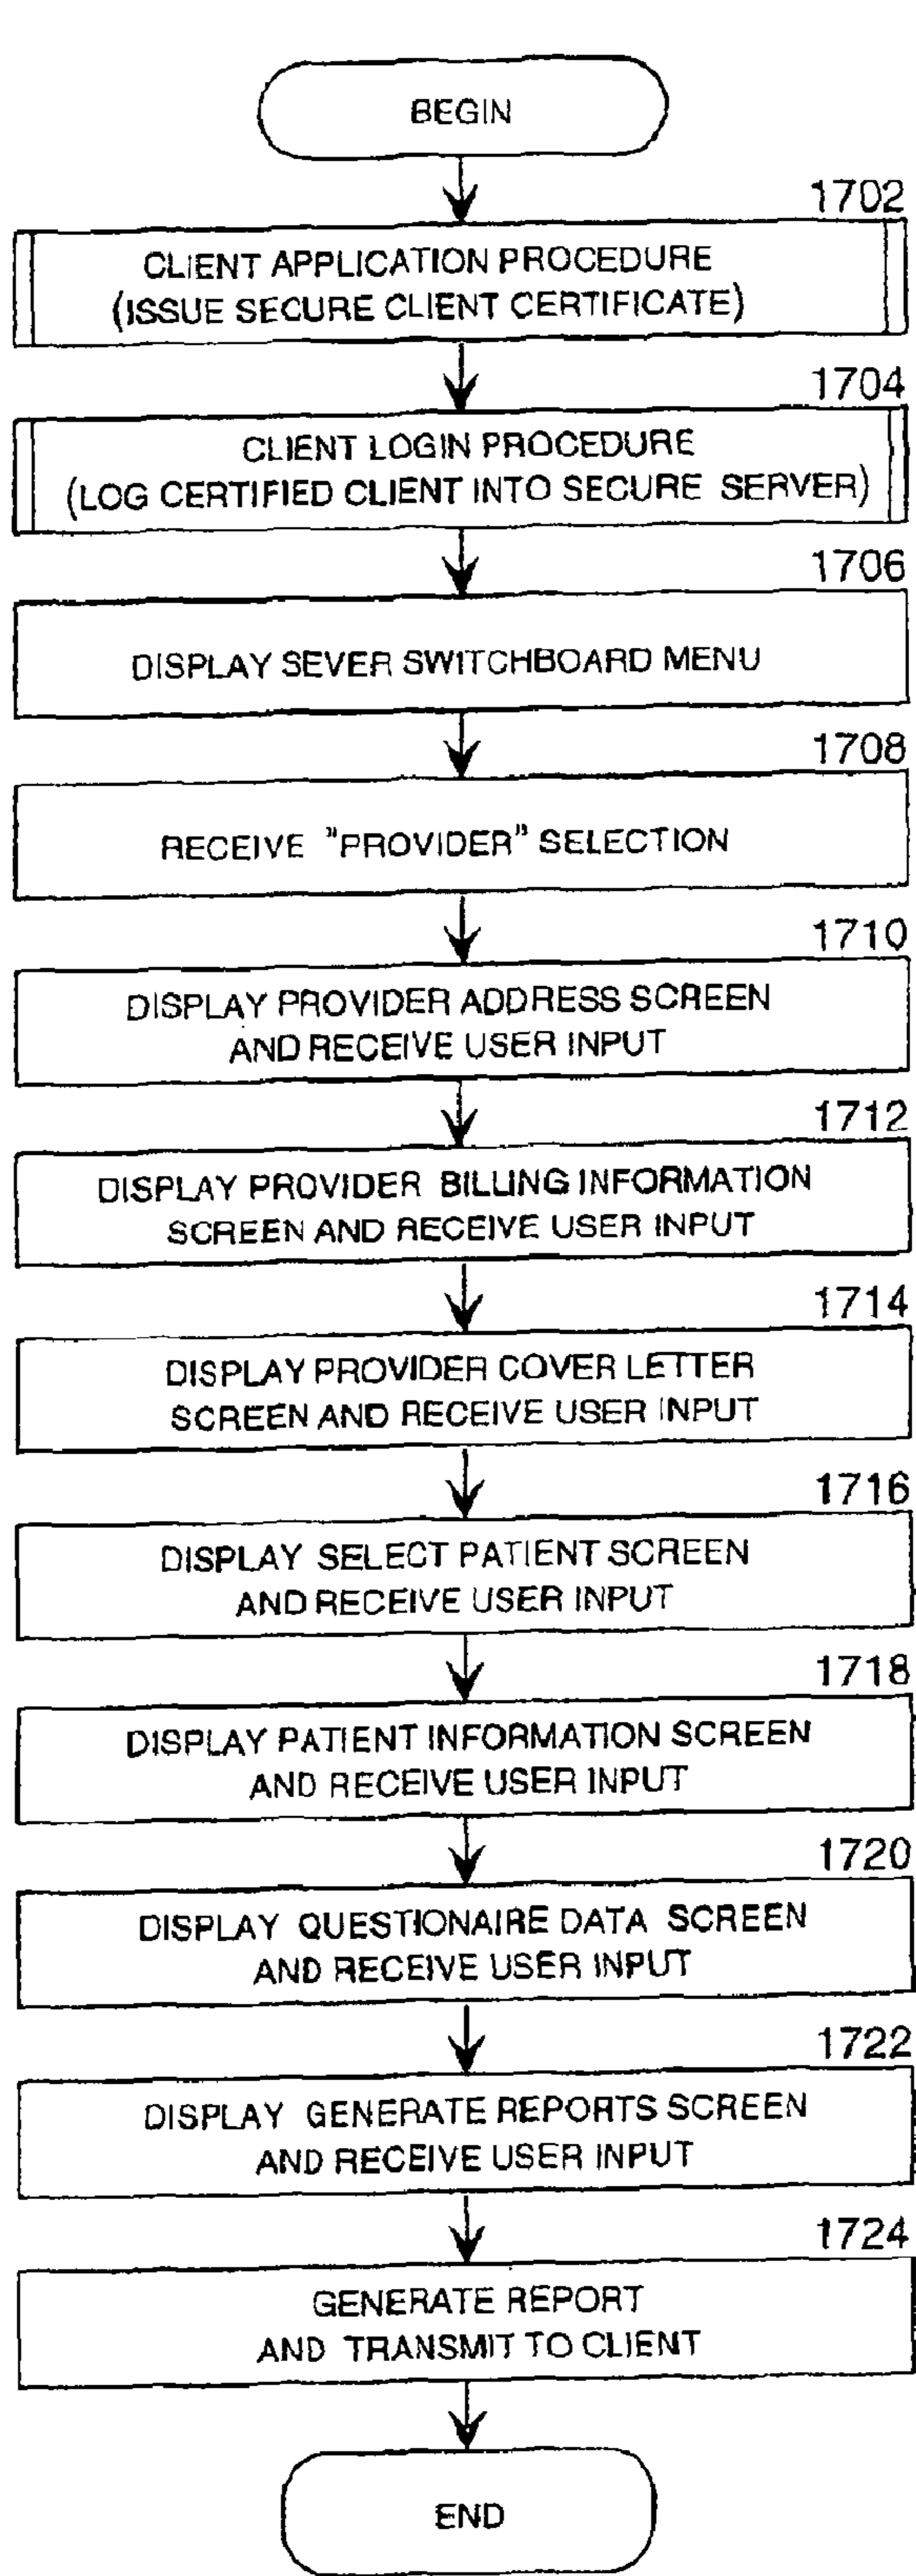 BEGIN
1702
CLIENT APPLICATION PROCEDURE
(ISSUE SECURE CLIENT CERTIFICATE)
1704
CLIENT LOGIN PROCEDURE
(LOG CERTIFIED CLIENT INTO SECURE SERVER)
1706
DISPLAY SEVER SWITCHBOARD MENU
1708
RECEIVE "PROVIDER" SELECTION
1710
DISPLAY PROVIDER ADDRESS SCREEN
AND RECEIVE USER INPUT
1712
DISPLAY PROVIDER BILLING INFORMATION
SCREEN AND RECEIVE USER INPUT
1714
DISPLAY PROVIDER COVER LETTER
SCREEN AND RECEIVE USER INPUT
1716
DISPLAY SELECT PATIENT SCREEN
AND RECEIVE USER INPUT
1718
DISPLAY PATIENT INFORMATION SCREEN
AND RECEIVE USER INPUT
1720
DISPLAY QUESTIONAIRE DATA SCREEN
AND RECEIVE USER INPUT
1722
DISPLAY GENERATE REPORTS SCREEN
AND RECEIVE USER INPUT
1724
GENERATE REPORT
AND TRANSMIT TO CLIENT
END